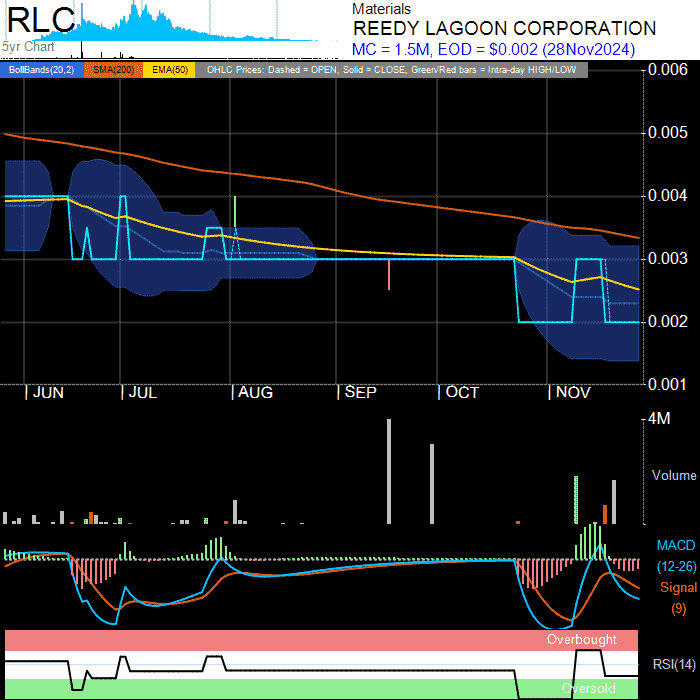 RLC
5yr Chart
Materials
REEDY LAGOON CORPORATION
MC = 1.5M, EOD = $0.002 (28Nov2024)
BollBands(20,2) SMA(200) EMA(50) OHLC Prices: Dashed = OPEN, Solid = CLOSE, Green/Red bars = Intra-day HIGH/LOW
0.006
0.005
0.004
0.003
0.002
0.001
JUN JUL AUG SEP OCT NOV
4M
Volume
MACD
(12-26)
Signal
(9)
Overbought
RSI(14)
Oversold